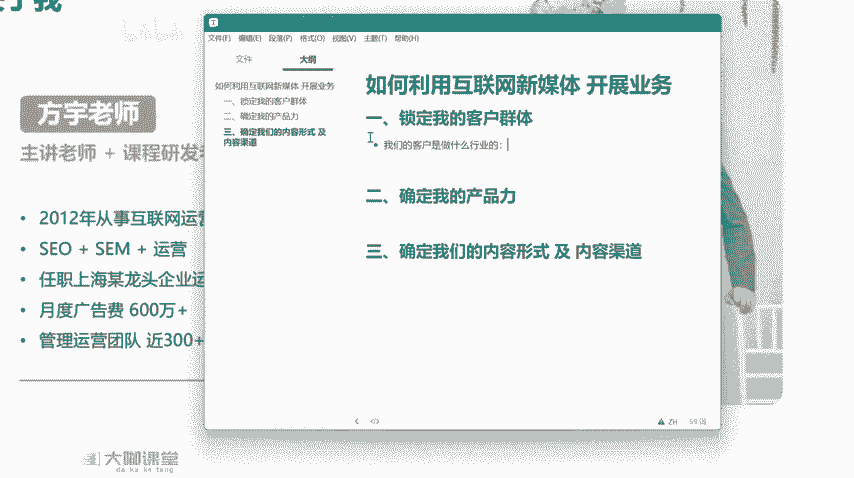 方宇老师
主讲老师 + 课程研发
• 2012年从事互联网运营
• SEO + SEM + 运营
• 任职上海某龙头企业运
• 月度广告费 600万+
• 管理运营团队 近300+
大咖课堂
da ka ke tang
文件(F) 编辑(E) 段落(P) 格式(O) 视图(V) 主题(T) 帮助(H)
文件 大纲
如何利用互联网新媒体 开展业务
一、锁定我的客户群体
二、确定我的产品力
三、确定我们的内容形式 及
内容渠道
如何利用互联网新媒体 开展业务
一、锁定我的客户群体
• 我们的客户是做什么行业的：
二、确定我的产品力
三、确定我们的内容形式 及 内容渠道
ZH 59 词